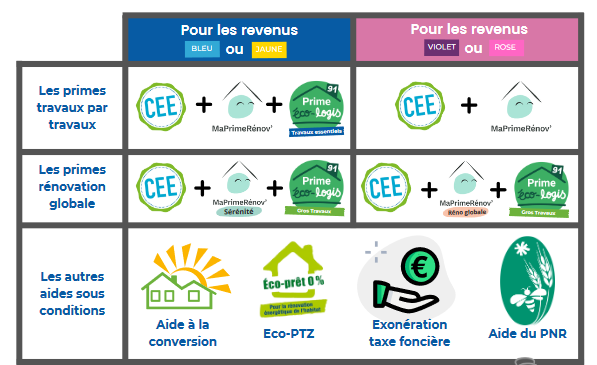 Pour les revenus
BLEU ou JAUNE
Pour les revenus
VIOLET ou ROSE
Les primes
travaux par
travaux
CEE + MaPrimeRénov' + 91 Prime éco-logis Travaux essentiels
CEE + MaPrimeRénov'
Les primes
rénovation
globale
CEE + MaPrimeRénov' Sérénité + 91 Prime éco-logis Gros Travaux
CEE + MaPrimeRénov' Réno globale + 91 Prime éco-logis Gros Travaux
Les autres
aides sous
conditions
Aide à la
conversion
Éco-prêt 0 %
Pour la rénovation
énergétique de l'habitat
Eco-PTZ
€
Exonération
taxe foncière
Aide du PNR